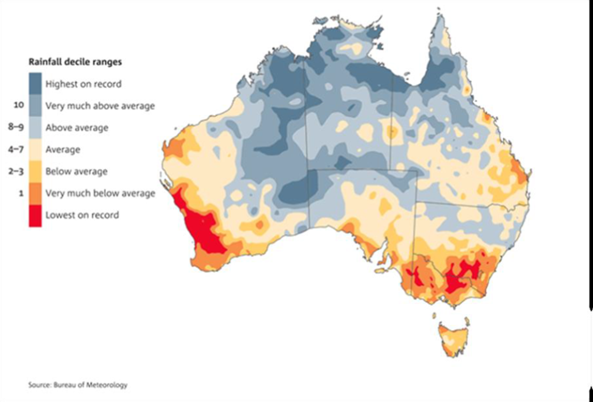 Rainfall decile ranges
Highest on record
10 Very much above average
8–9 Above average
4–7 Average
2–3 Below average
1 Very much below average
Lowest on record
Source: Bureau of Meteorology